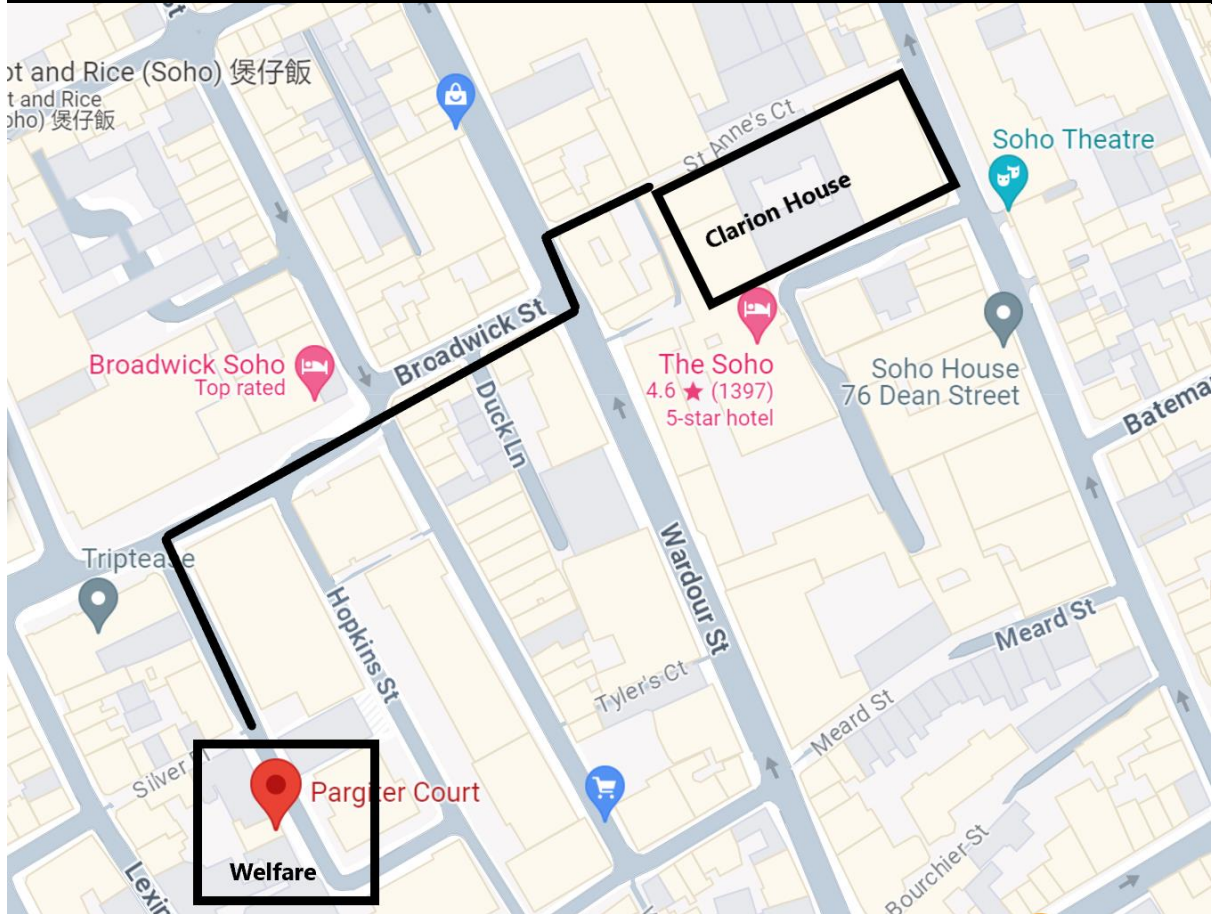 St
ot and Rice (Soho) 煲仔飯
t and Rice
oho) 煲仔飯
St Anne's Ct
Soho Theatre
Clarion House
Broadwick St
Broadwick Soho
Top rated
The Soho
4.6 ★ (1397)
5-star hotel
Soho House
76 Dean Street
Batema
Duck Ln
Triptease
Wardour St
Hopkins St
Meard St
Tyler's Ct
Meard St
Silver Pl
Pargiter Court
Welfare
Lexin
Bourchier St